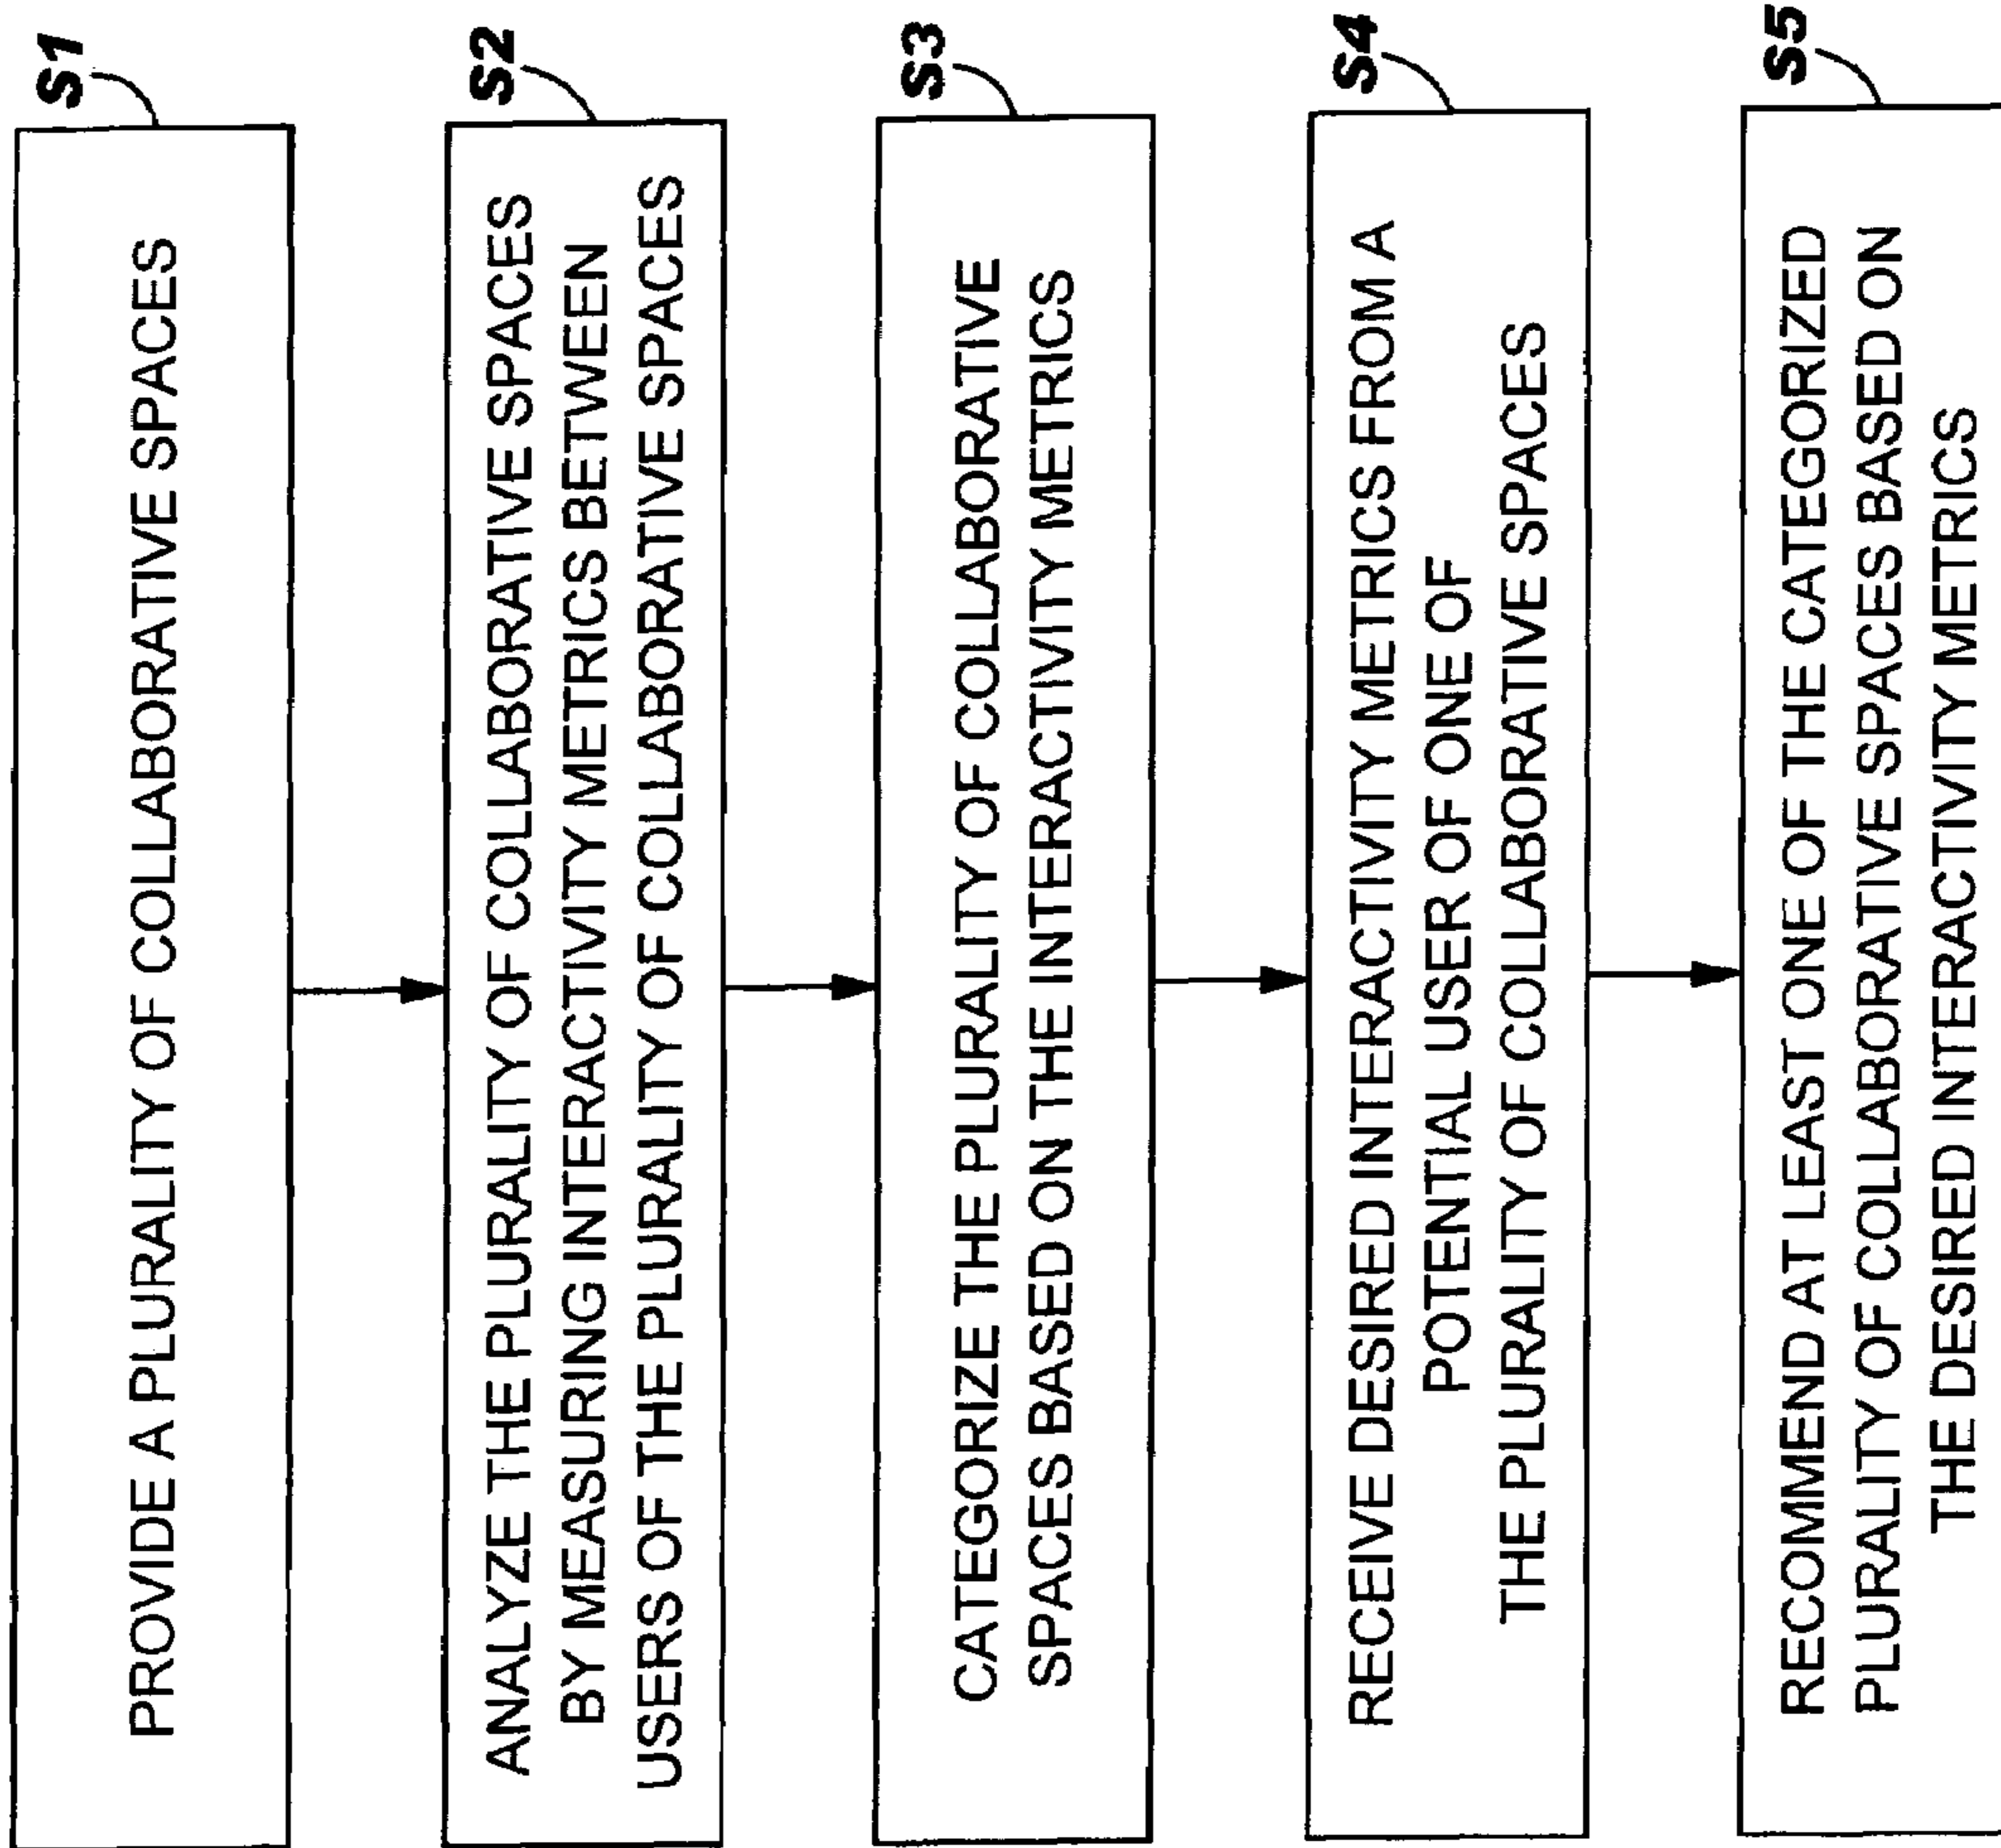 S1
PROVIDE A PLURALITY OF COLLABORATIVE SPACES
S2
ANALYZE THE PLURALITY OF COLLABORATIVE SPACES
BY MEASURING INTERACTIVITY METRICS BETWEEN
USERS OF THE PLURALITY OF COLLABORATIVE SPACES
S3
CATEGORIZE THE PLURALITY OF COLLABORATIVE
SPACES BASED ON THE INTERACTIVITY METRICS
S4
RECEIVE DESIRED INTERACTIVITY METRICS FROM A
POTENTIAL USER OF ONE OF
THE PLURALITY OF COLLABORATIVE SPACES
S5
RECOMMEND AT LEAST ONE OF THE CATEGORIZED
PLURALITY OF COLLABORATIVE SPACES BASED ON
THE DESIRED INTERACTIVITY METRICS